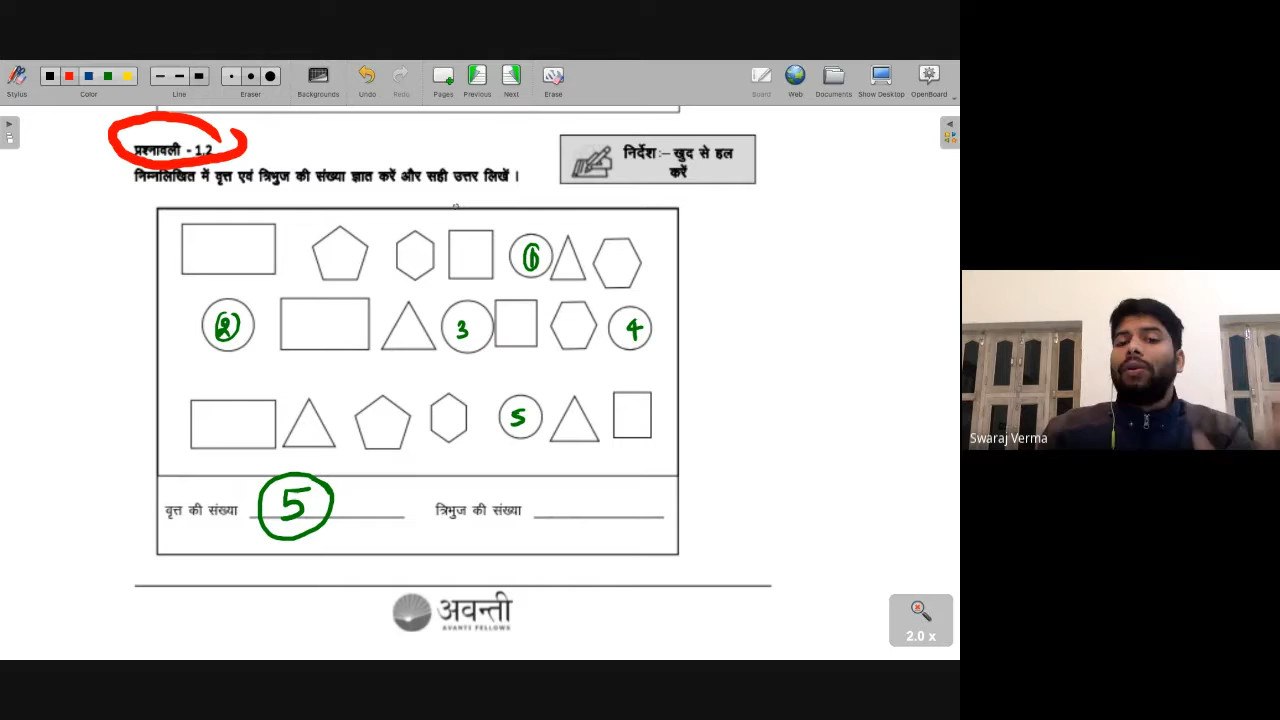 Stylus
Color
Line
Eraser
Backgrounds
Undo
Redo
Pages
Previous
Next
Erase
Board
Web
Documents
Show Desktop
OpenBoard
प्रश्नावली - 1.2
निर्देश:– खुद से हल
करें
निम्नलिखित में वृत्त एवं त्रिभुज की संख्या ज्ञात करें और सही उत्तर लिखें ।
2
3
4
5
वृत्त की संख्या 5
त्रिभुज की संख्या
अवन्ती
AVANTI FELLOWS
2.0 x
Swaraj Verma